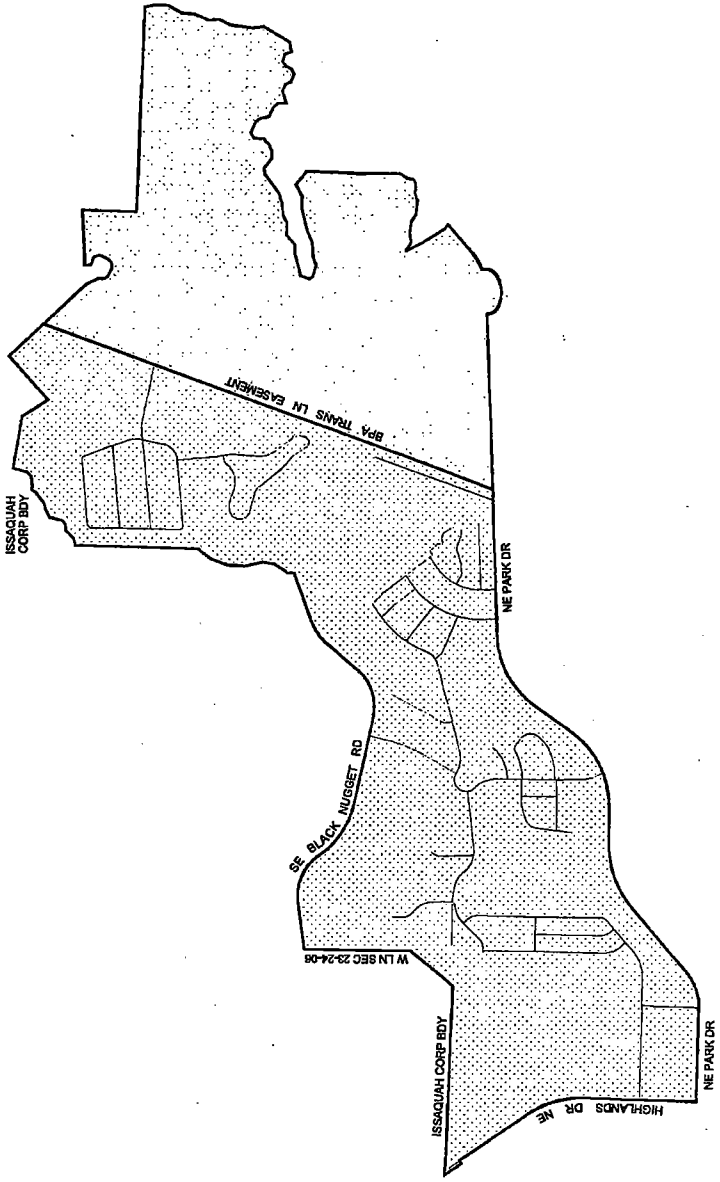 ISSAQUAH
CORP BDY
BPA TRANS LN EASEMENT
NE PARK DR
SE BLACK NUGGET RD
W LN SEC 23-24-06
ISSAQUAH CORP BDY
HIGHLANDS DR NE
NE PARK DR